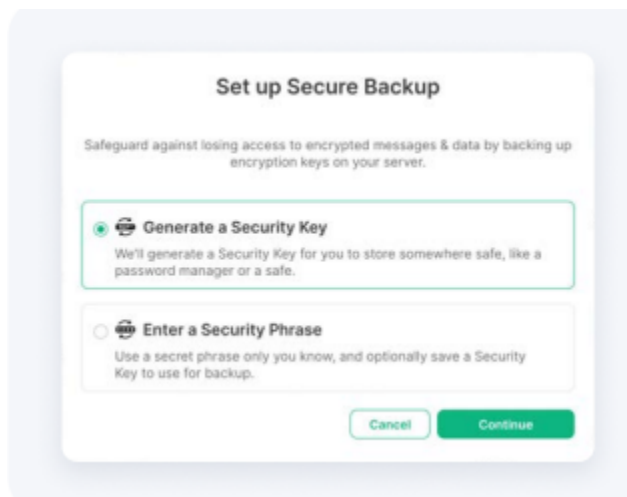 Set up Secure Backup
Safeguard against losing access to encrypted messages & data by backing up
encryption keys on your server.
Generate a Security Key
We'll generate a Security Key for you to store somewhere safe, like a
password manager or a safe.
Enter a Security Phrase
Use a secret phrase only you know, and optionally save a Security
Key to use for backup.
Cancel
Continue